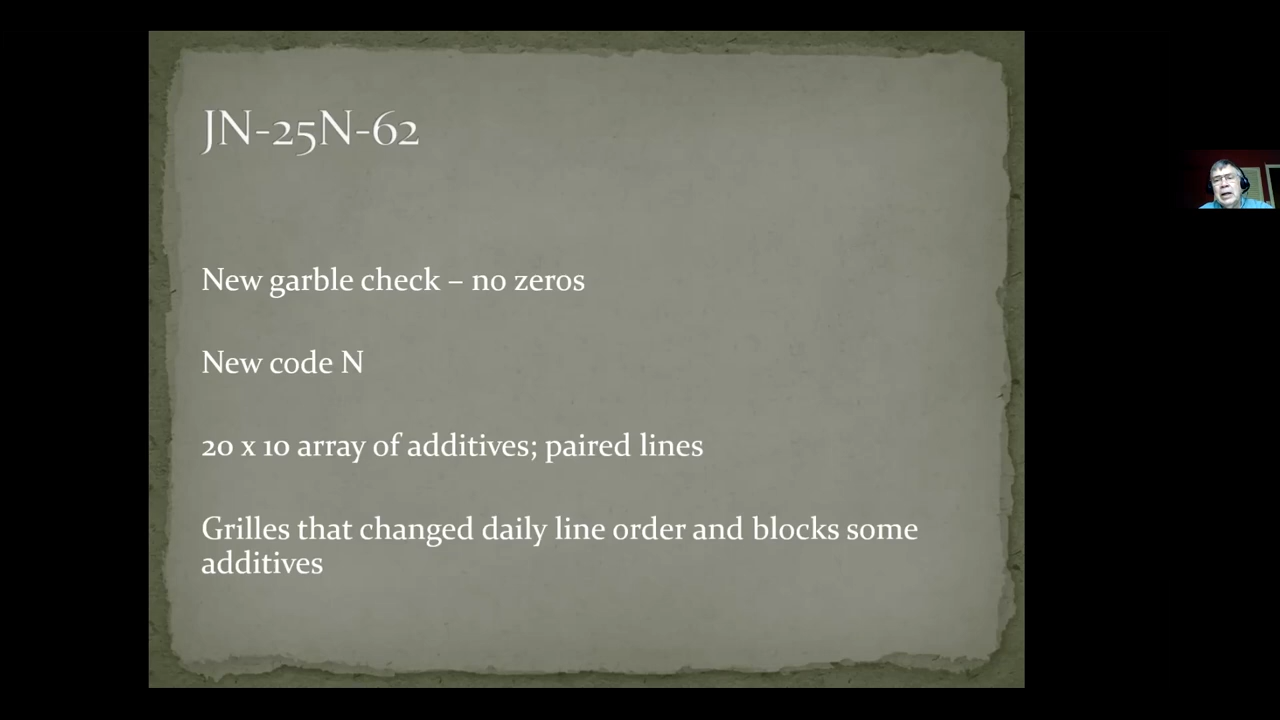 JN-25N-62
New garble check – no zeros
New code N
20 x 10 array of additives; paired lines
Grilles that changed daily line order and blocks some
additives